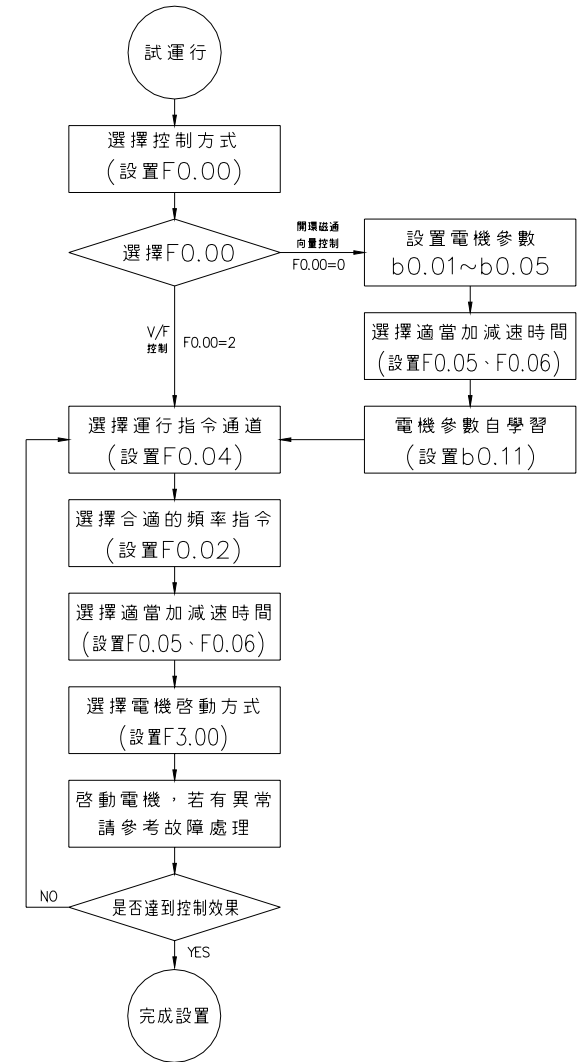 試運行
選擇控制方式
(設置F0.00)
選擇F0.00
開環磁通
向量控制
F0.00=0
設置電機參數
b0.01~b0.05
選擇適當加減速時間
(設置F0.05、F0.06)
電機參數自學習
(設置b0.11)
V/F
控制
F0.00=2
選擇運行指令通道
(設置F0.04)
選擇合適的頻率指令
(設置F0.02)
選擇適當加減速時間
(設置F0.05、F0.06)
選擇電機啓動方式
(設置F3.00)
啓動電機，若有異常
請參考故障處理
是否達到控制效果
NO
YES
完成設置